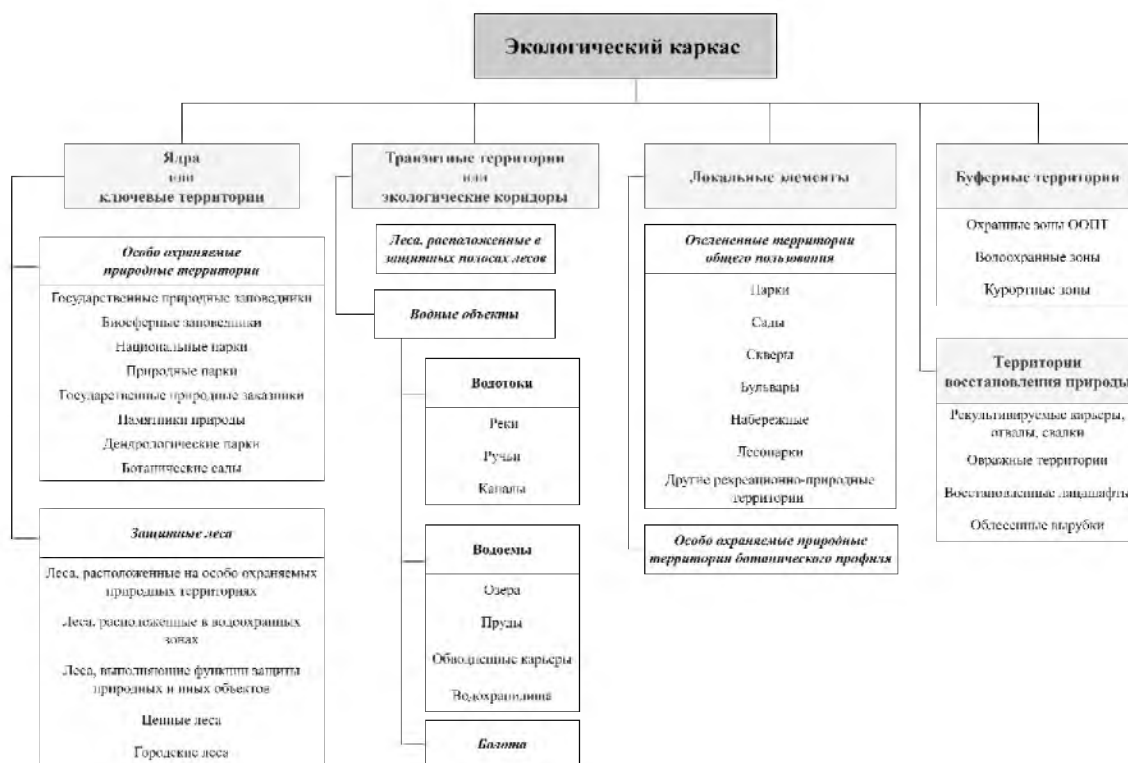 Экологический каркас
Ядра
или
ключевые территории
Особо охраняемые
природные территории
Государственные природные заповедники
Биосферные заповедники
Национальные парки
Природные парки
Государственные природные заказники
Памятники природы
Дендрологические парки
Ботанические сады
Защитные леса
Леса, расположенные на особо охраняемых
природных территориях
Леса, расположенные в водоохранных
зонах
Леса, выполняющие функции защиты
природных и иных объектов
Ценные леса
Городские леса
Транзитные территории
или
экологические коридоры
Леса, расположенные в
защитных полосах лесов
Водные объекты
Водотоки
Реки
Ручьи
Каналы
Водоемы
Озера
Пруды
Обводненные карьеры
Водохранилища
Болота
Локальные элементы
Озелененные территории
общего пользования
Парки
Сады
Скверы
Бульвары
Набережные
Лесопарки
Другие рекреационно-природные
территории
Особо охраняемые природные
территории ботанического профиля
Буферные территории
Охранные зоны ООПТ
Водоохранные зоны
Курортные зоны
Территории
восстановления природы
Рекультивируемые карьеры,
отвалы, свалки
Овражные территории
Восстановленные ландшафты
Облесенные вырубки